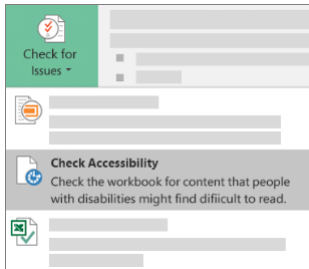 Check for
Issues
Check Accessibility
Check the workbook for content that people
with disabilities might find difiicult to read.